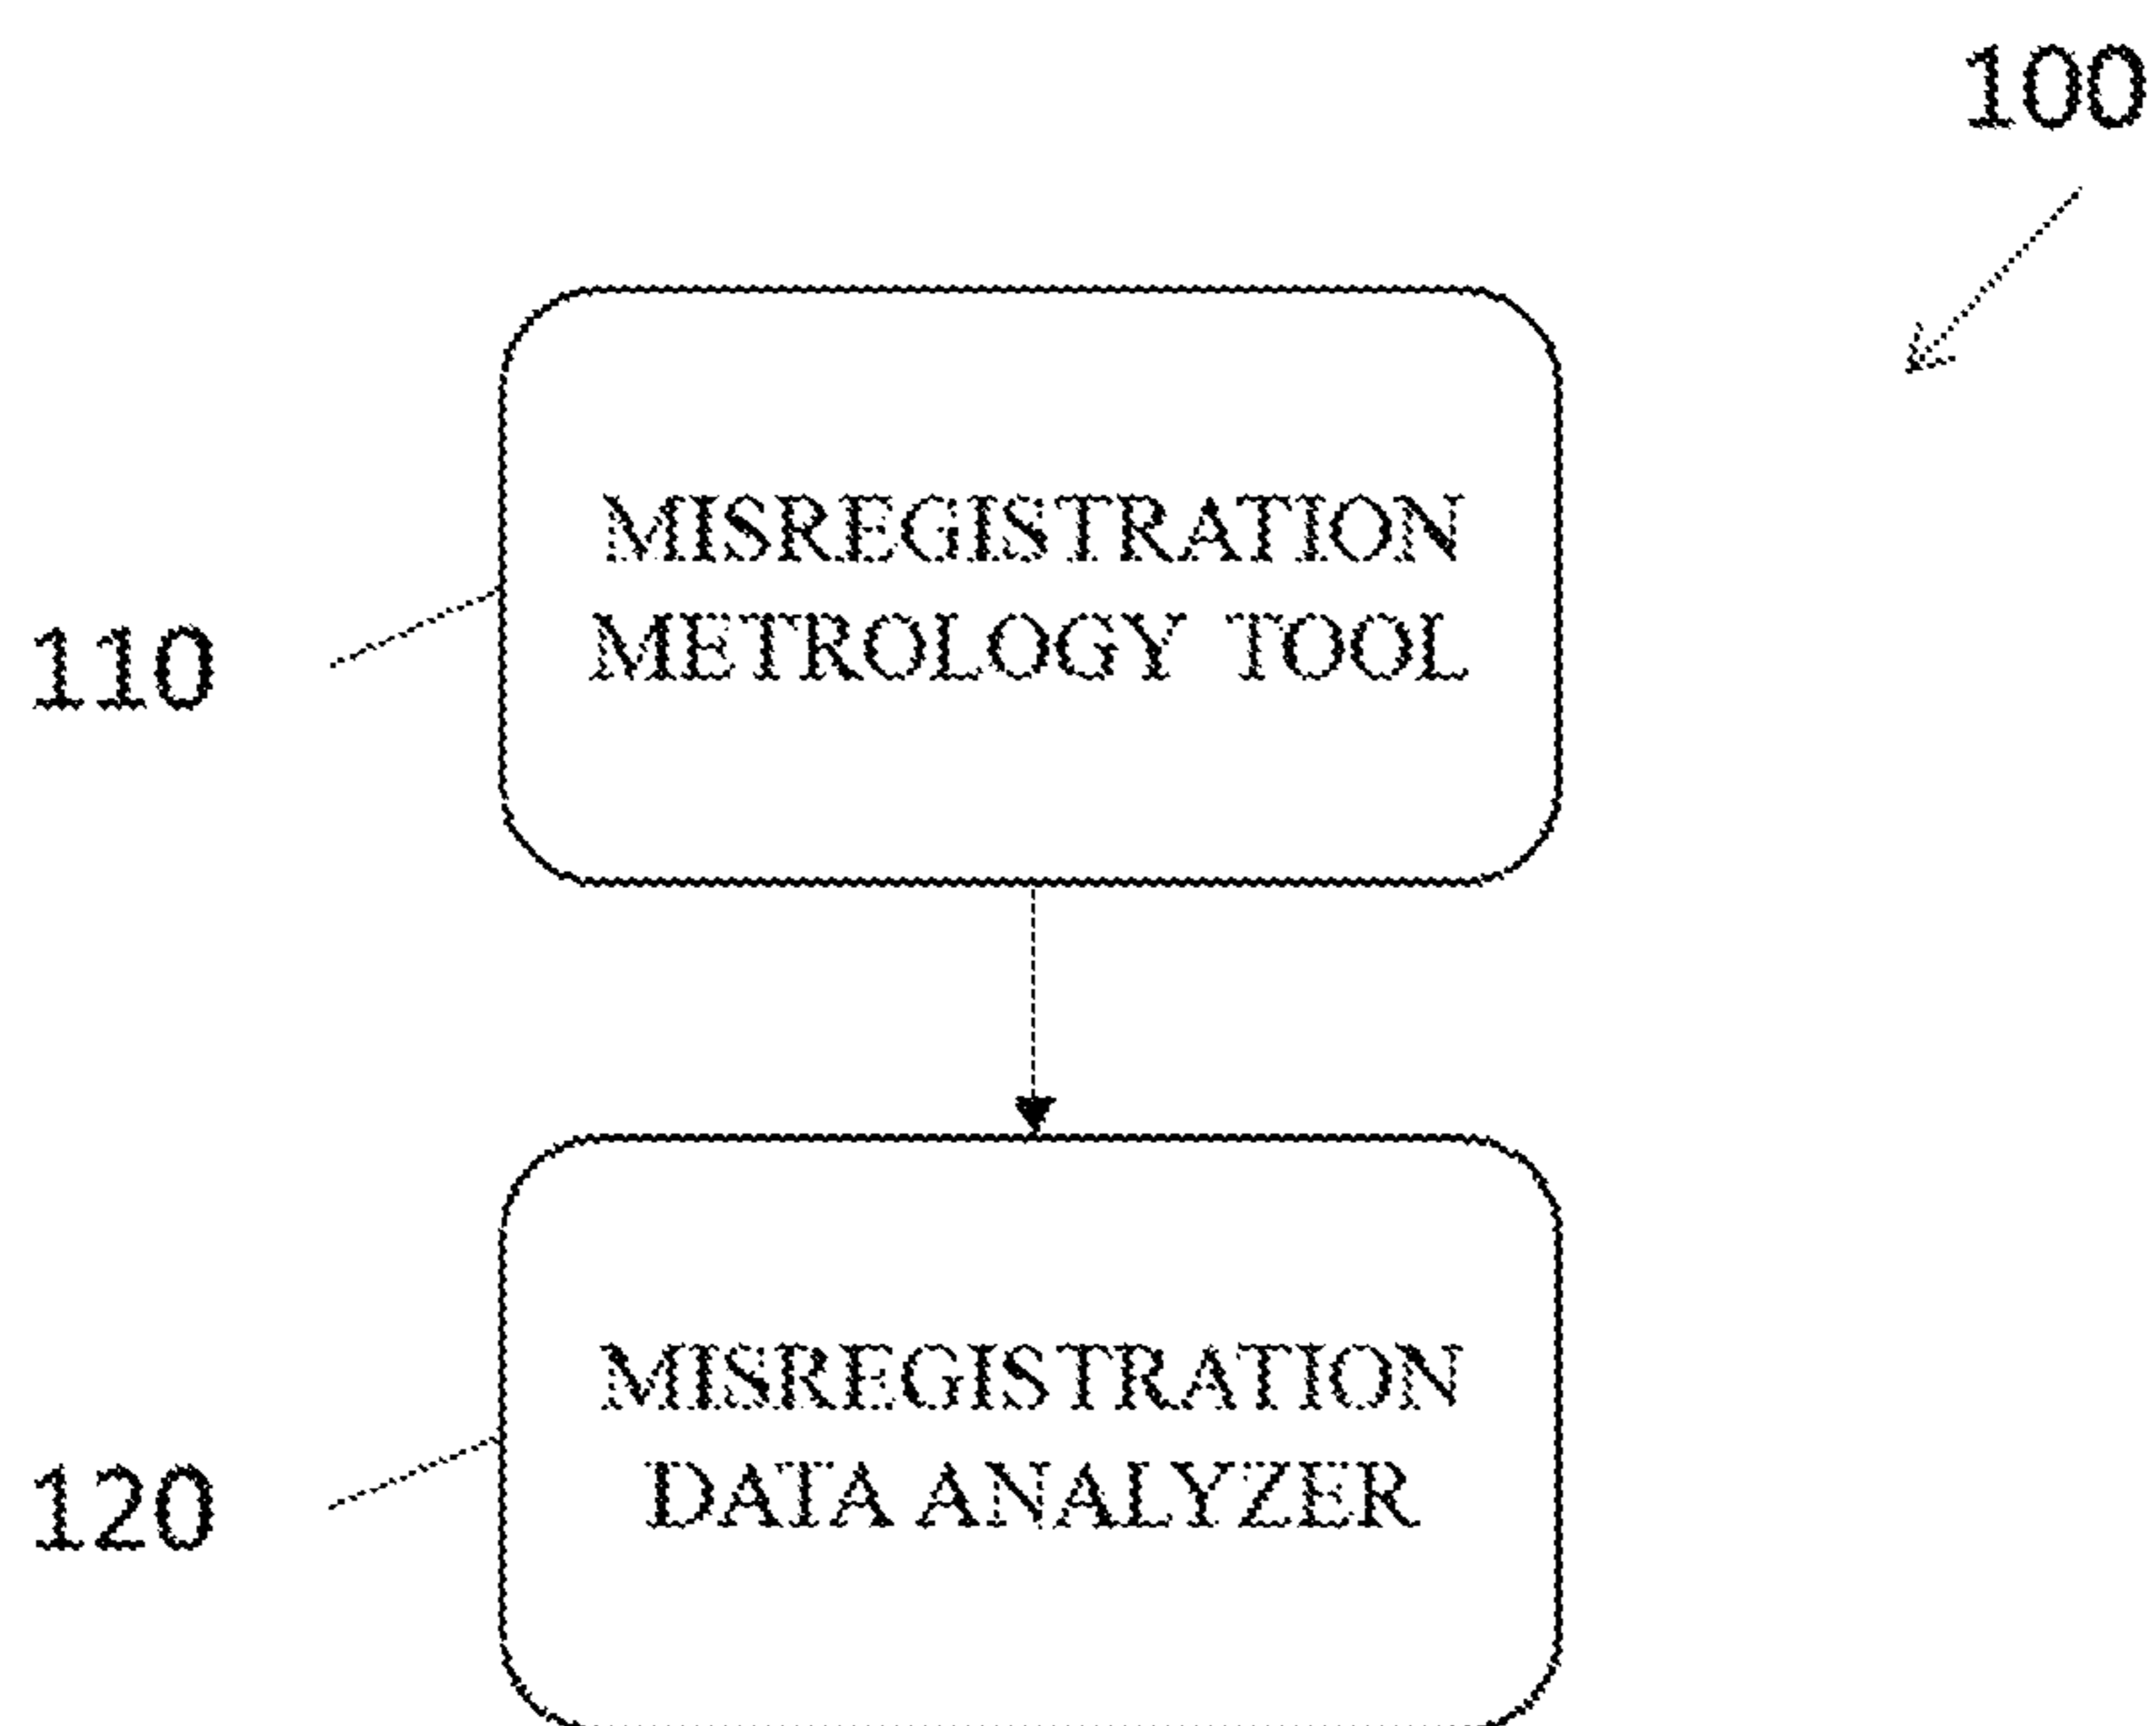 100
MISREGISTRATION
METROLOGY TOOL
110
MISREGISTRATION
DATA ANALYZER
120